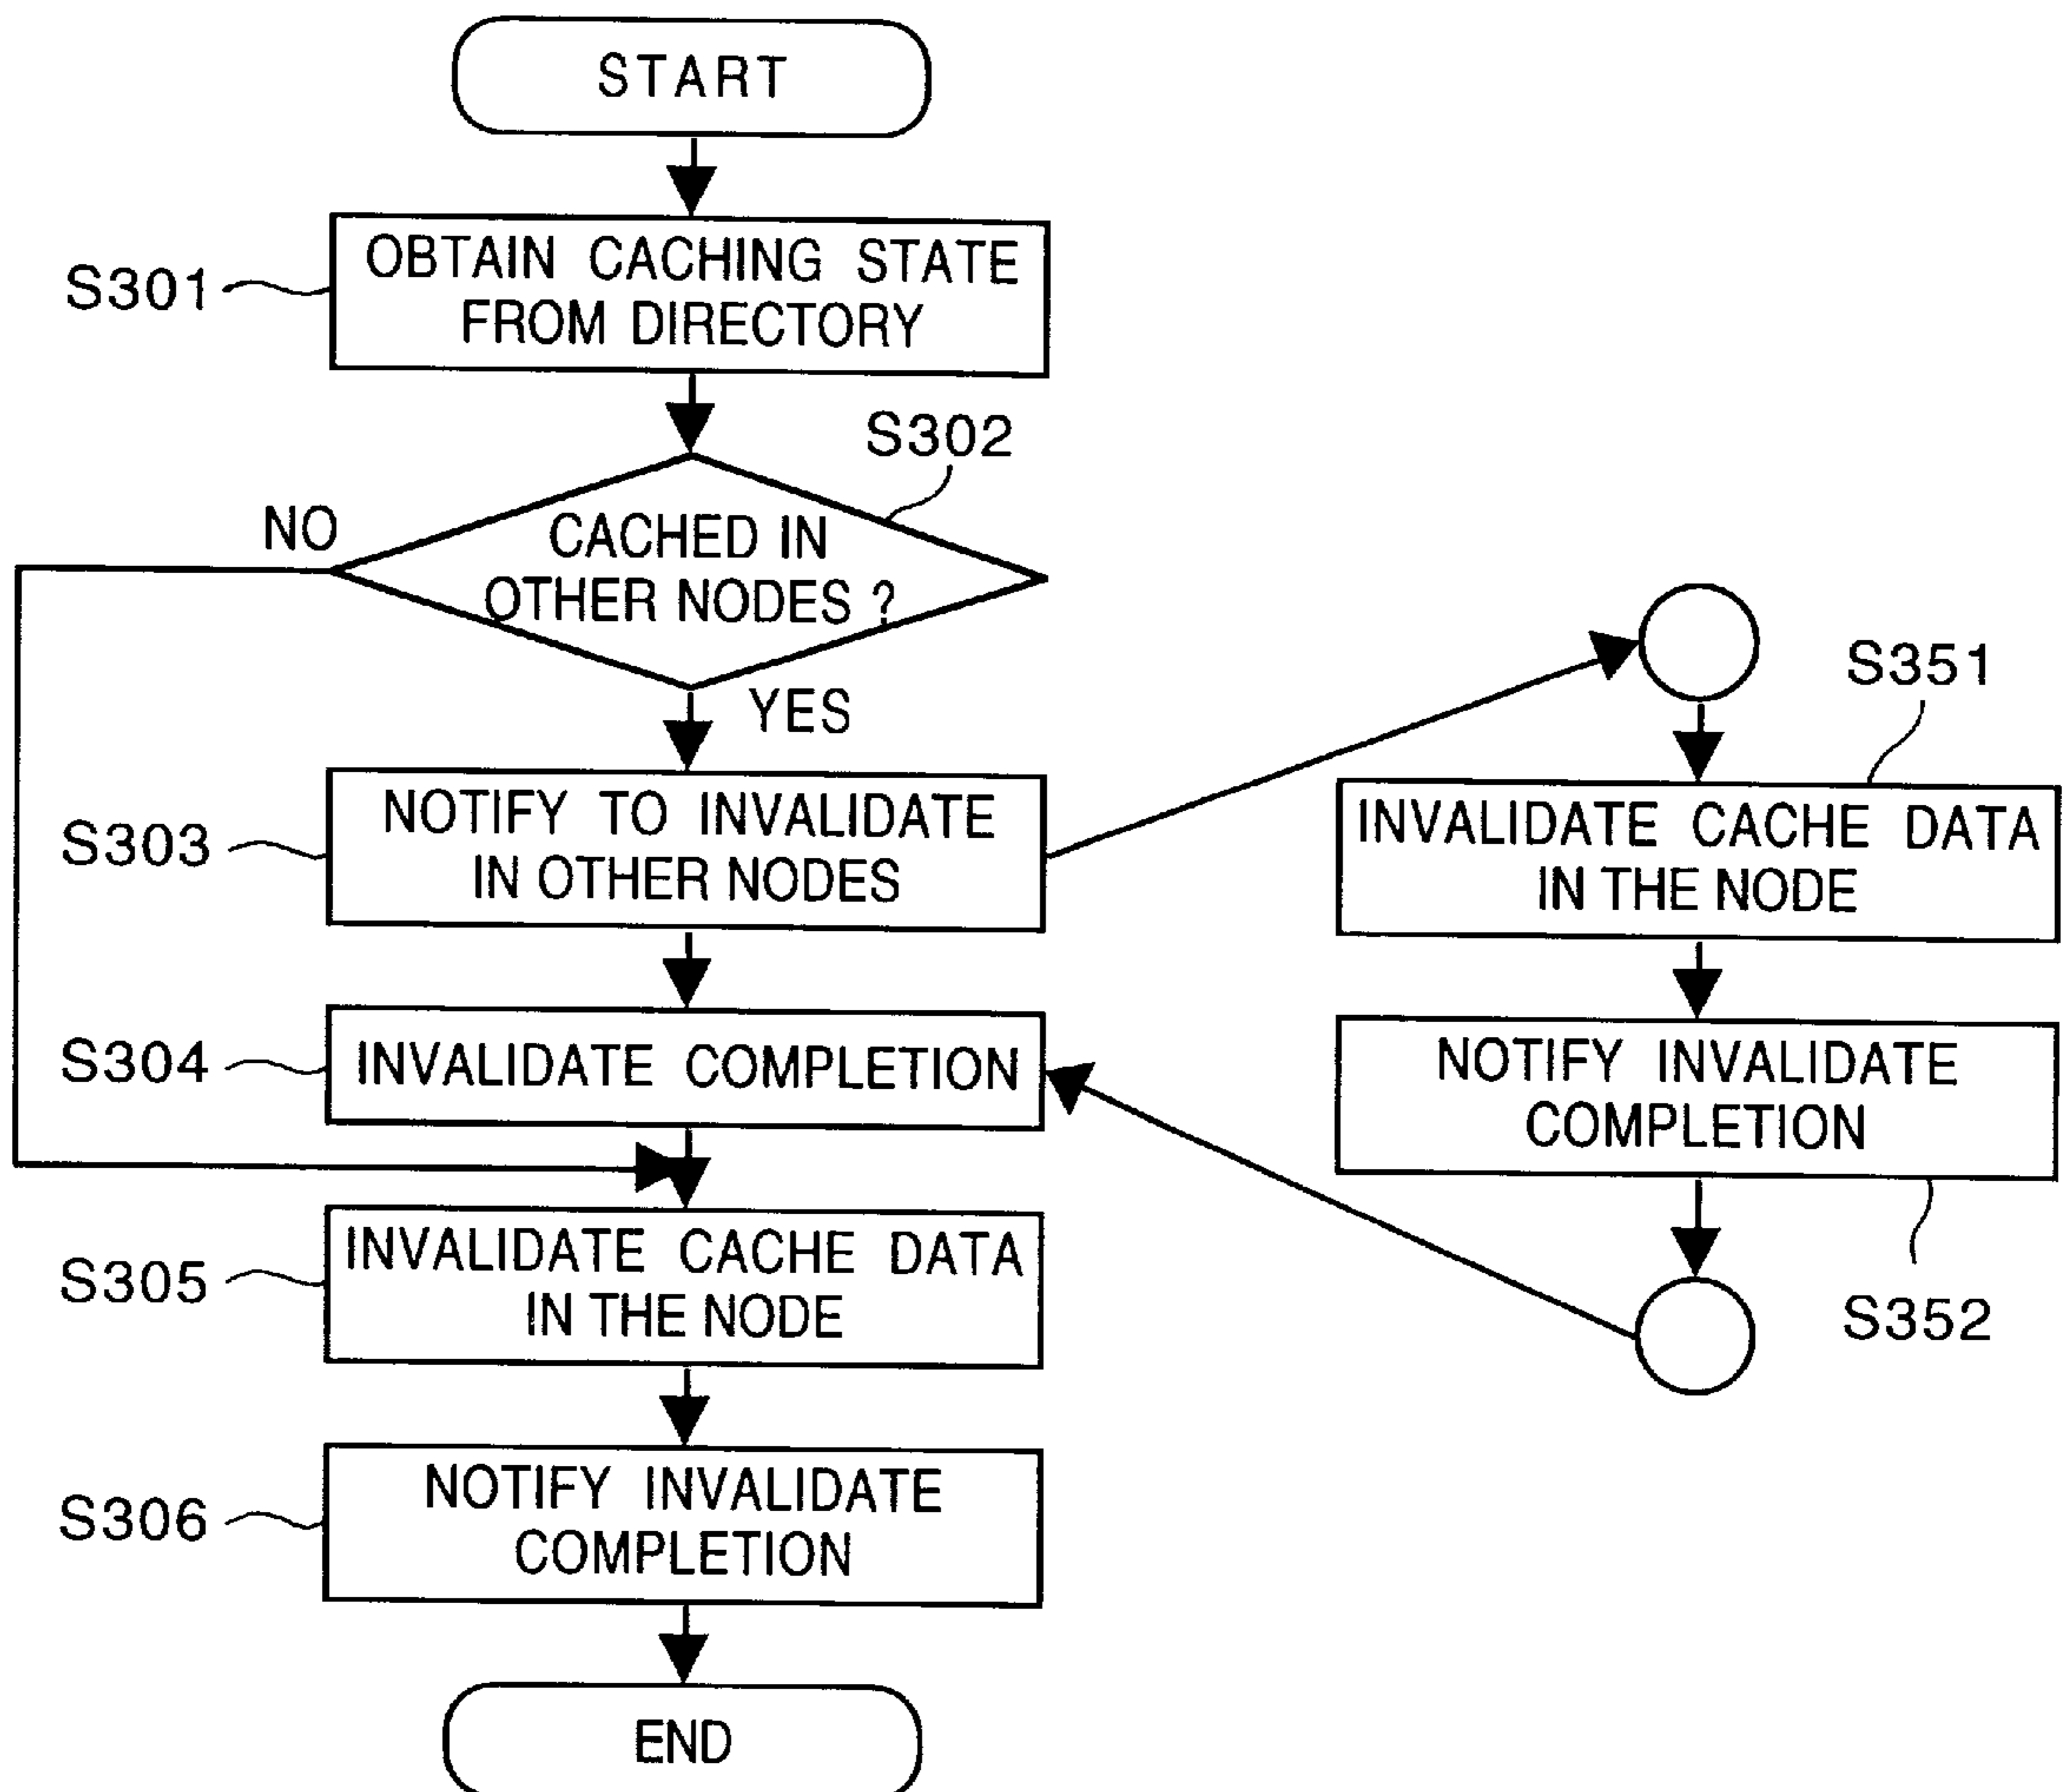 START
S301
OBTAIN CACHING STATE
FROM DIRECTORY
S302
NO
CACHED IN
OTHER NODES ?
YES
S303
NOTIFY TO INVALIDATE
IN OTHER NODES
S304
INVALIDATE COMPLETION
S305
INVALIDATE CACHE DATA
IN THE NODE
S306
NOTIFY INVALIDATE
COMPLETION
END
S351
INVALIDATE CACHE DATA
IN THE NODE
NOTIFY INVALIDATE
COMPLETION
S352